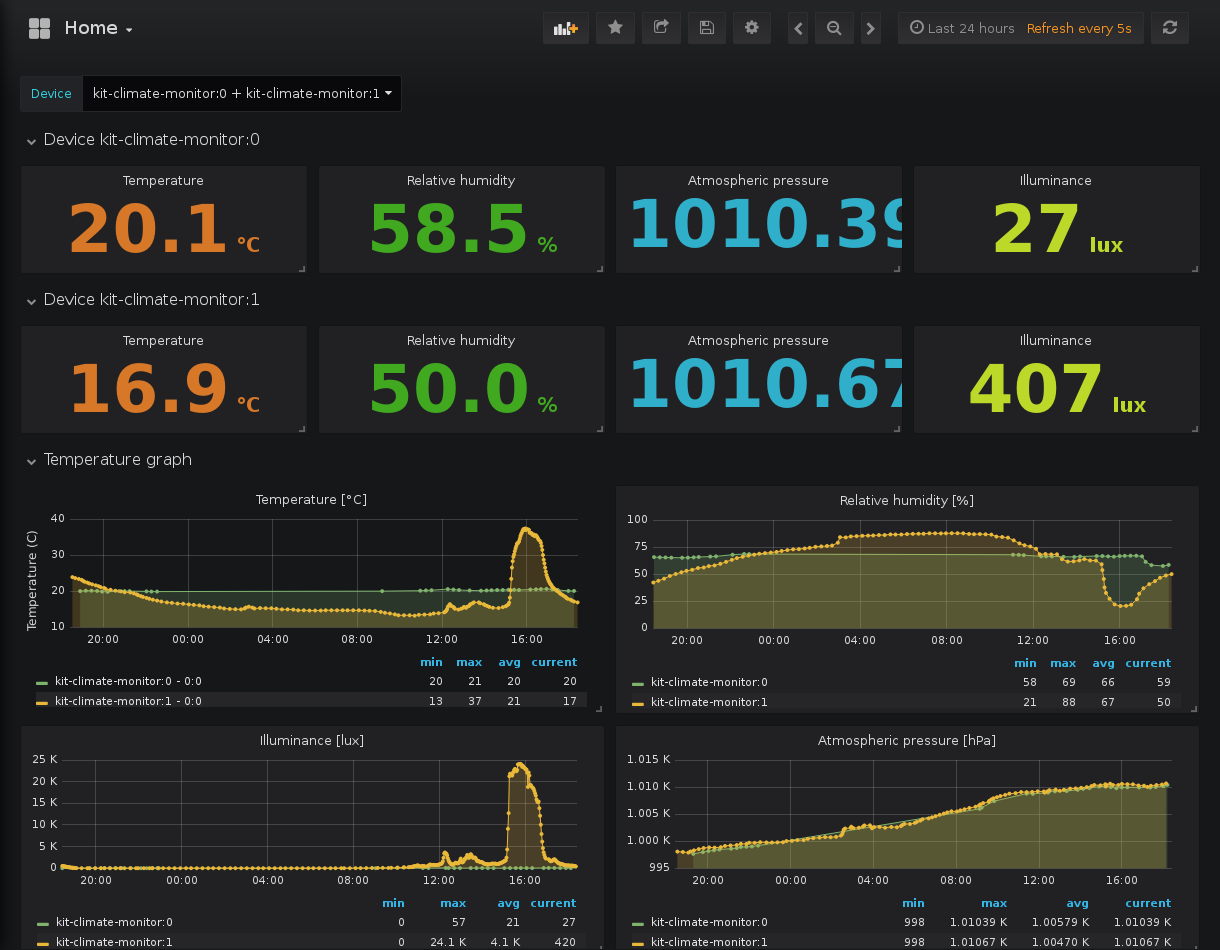 Home
Last 24 hours Refresh every 5s
Device kit-climate-monitor:0 + kit-climate-monitor:1
Device kit-climate-monitor:0
Temperature Relative humidity Atmospheric pressure Illuminance
20.1 °C 58.5 % 1010.39 27 lux
Device kit-climate-monitor:1
Temperature Relative humidity Atmospheric pressure Illuminance
16.9 °C 50.0 % 1010.67 407 lux
Temperature graph
Temperature [°C]
Temperature (C)
40
30
20
10
20:00 00:00 04:00 08:00 12:00 16:00
min max avg current
kit-climate-monitor:0 - 0:0 20 21 20 20
kit-climate-monitor:1 - 0:0 13 37 21 17
Relative humidity [%]
100
75
50
25
0
20:00 00:00 04:00 08:00 12:00 16:00
min max avg current
kit-climate-monitor:0 58 69 66 59
kit-climate-monitor:1 21 88 67 50
Illuminance [lux]
25 K
20 K
15 K
10 K
5 K
0
20:00 00:00 04:00 08:00 12:00 16:00
min max avg current
kit-climate-monitor:0 0 57 21 27
kit-climate-monitor:1 0 24.1 K 4.1 K 420
Atmospheric pressure [hPa]
1.015 K
1.010 K
1.005 K
1.000 K
995
20:00 00:00 04:00 08:00 12:00 16:00
min max avg current
kit-climate-monitor:0 998 1.01039 K 1.00579 K 1.01039 K
kit-climate-monitor:1 998 1.01067 K 1.00470 K 1.01067 K